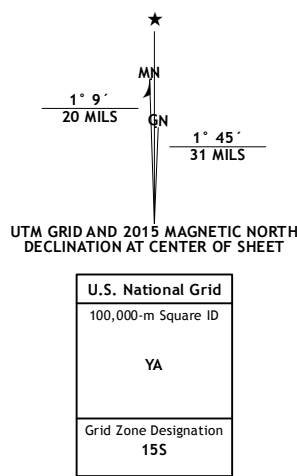 ★
MN
1° 9´
20 MILS
GN
1° 45´
31 MILS
UTM GRID AND 2015 MAGNETIC NORTH
DECLINATION AT CENTER OF SHEET
U.S. National Grid
100,000-m Square ID
YA
Grid Zone Designation
15S